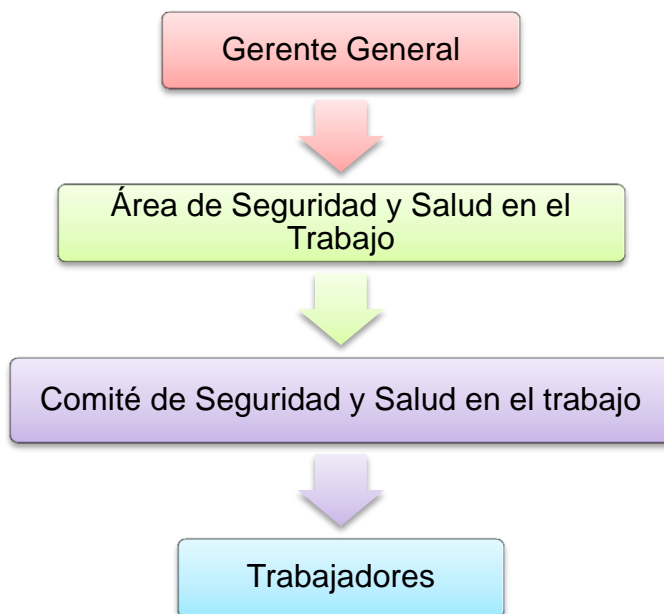 Gerente General
Área de Seguridad y Salud en el
Trabajo
Comité de Seguridad y Salud en el trabajo
Trabajadores